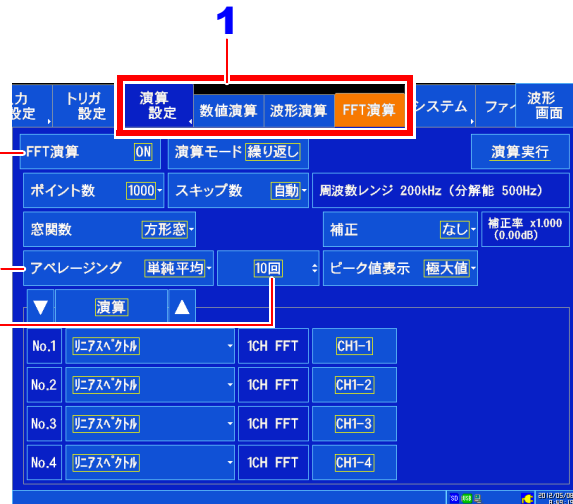 1
力
設定
トリガ
設定
演算
設定
数値演算
波形演算
FFT演算
システム
ファイ
波形
画面
FFT演算 ON 演算モード 繰り返し 演算実行
ポイント数 1000 スキップ数 自動 周波数レンジ 200kHz (分解能 500Hz)
窓関数 方形窓 補正 なし 補正率 x1.000
(0.00dB)
アベレージング 単純平均 10回 ピーク値表示 極大値
▼ 演算 ▲
No.1 リニアスペクトル 1CH FFT CH1-1
No.2 リニアスペクトル 1CH FFT CH1-2
No.3 リニアスペクトル 1CH FFT CH1-3
No.4 リニアスペクトル 1CH FFT CH1-4
SD USB